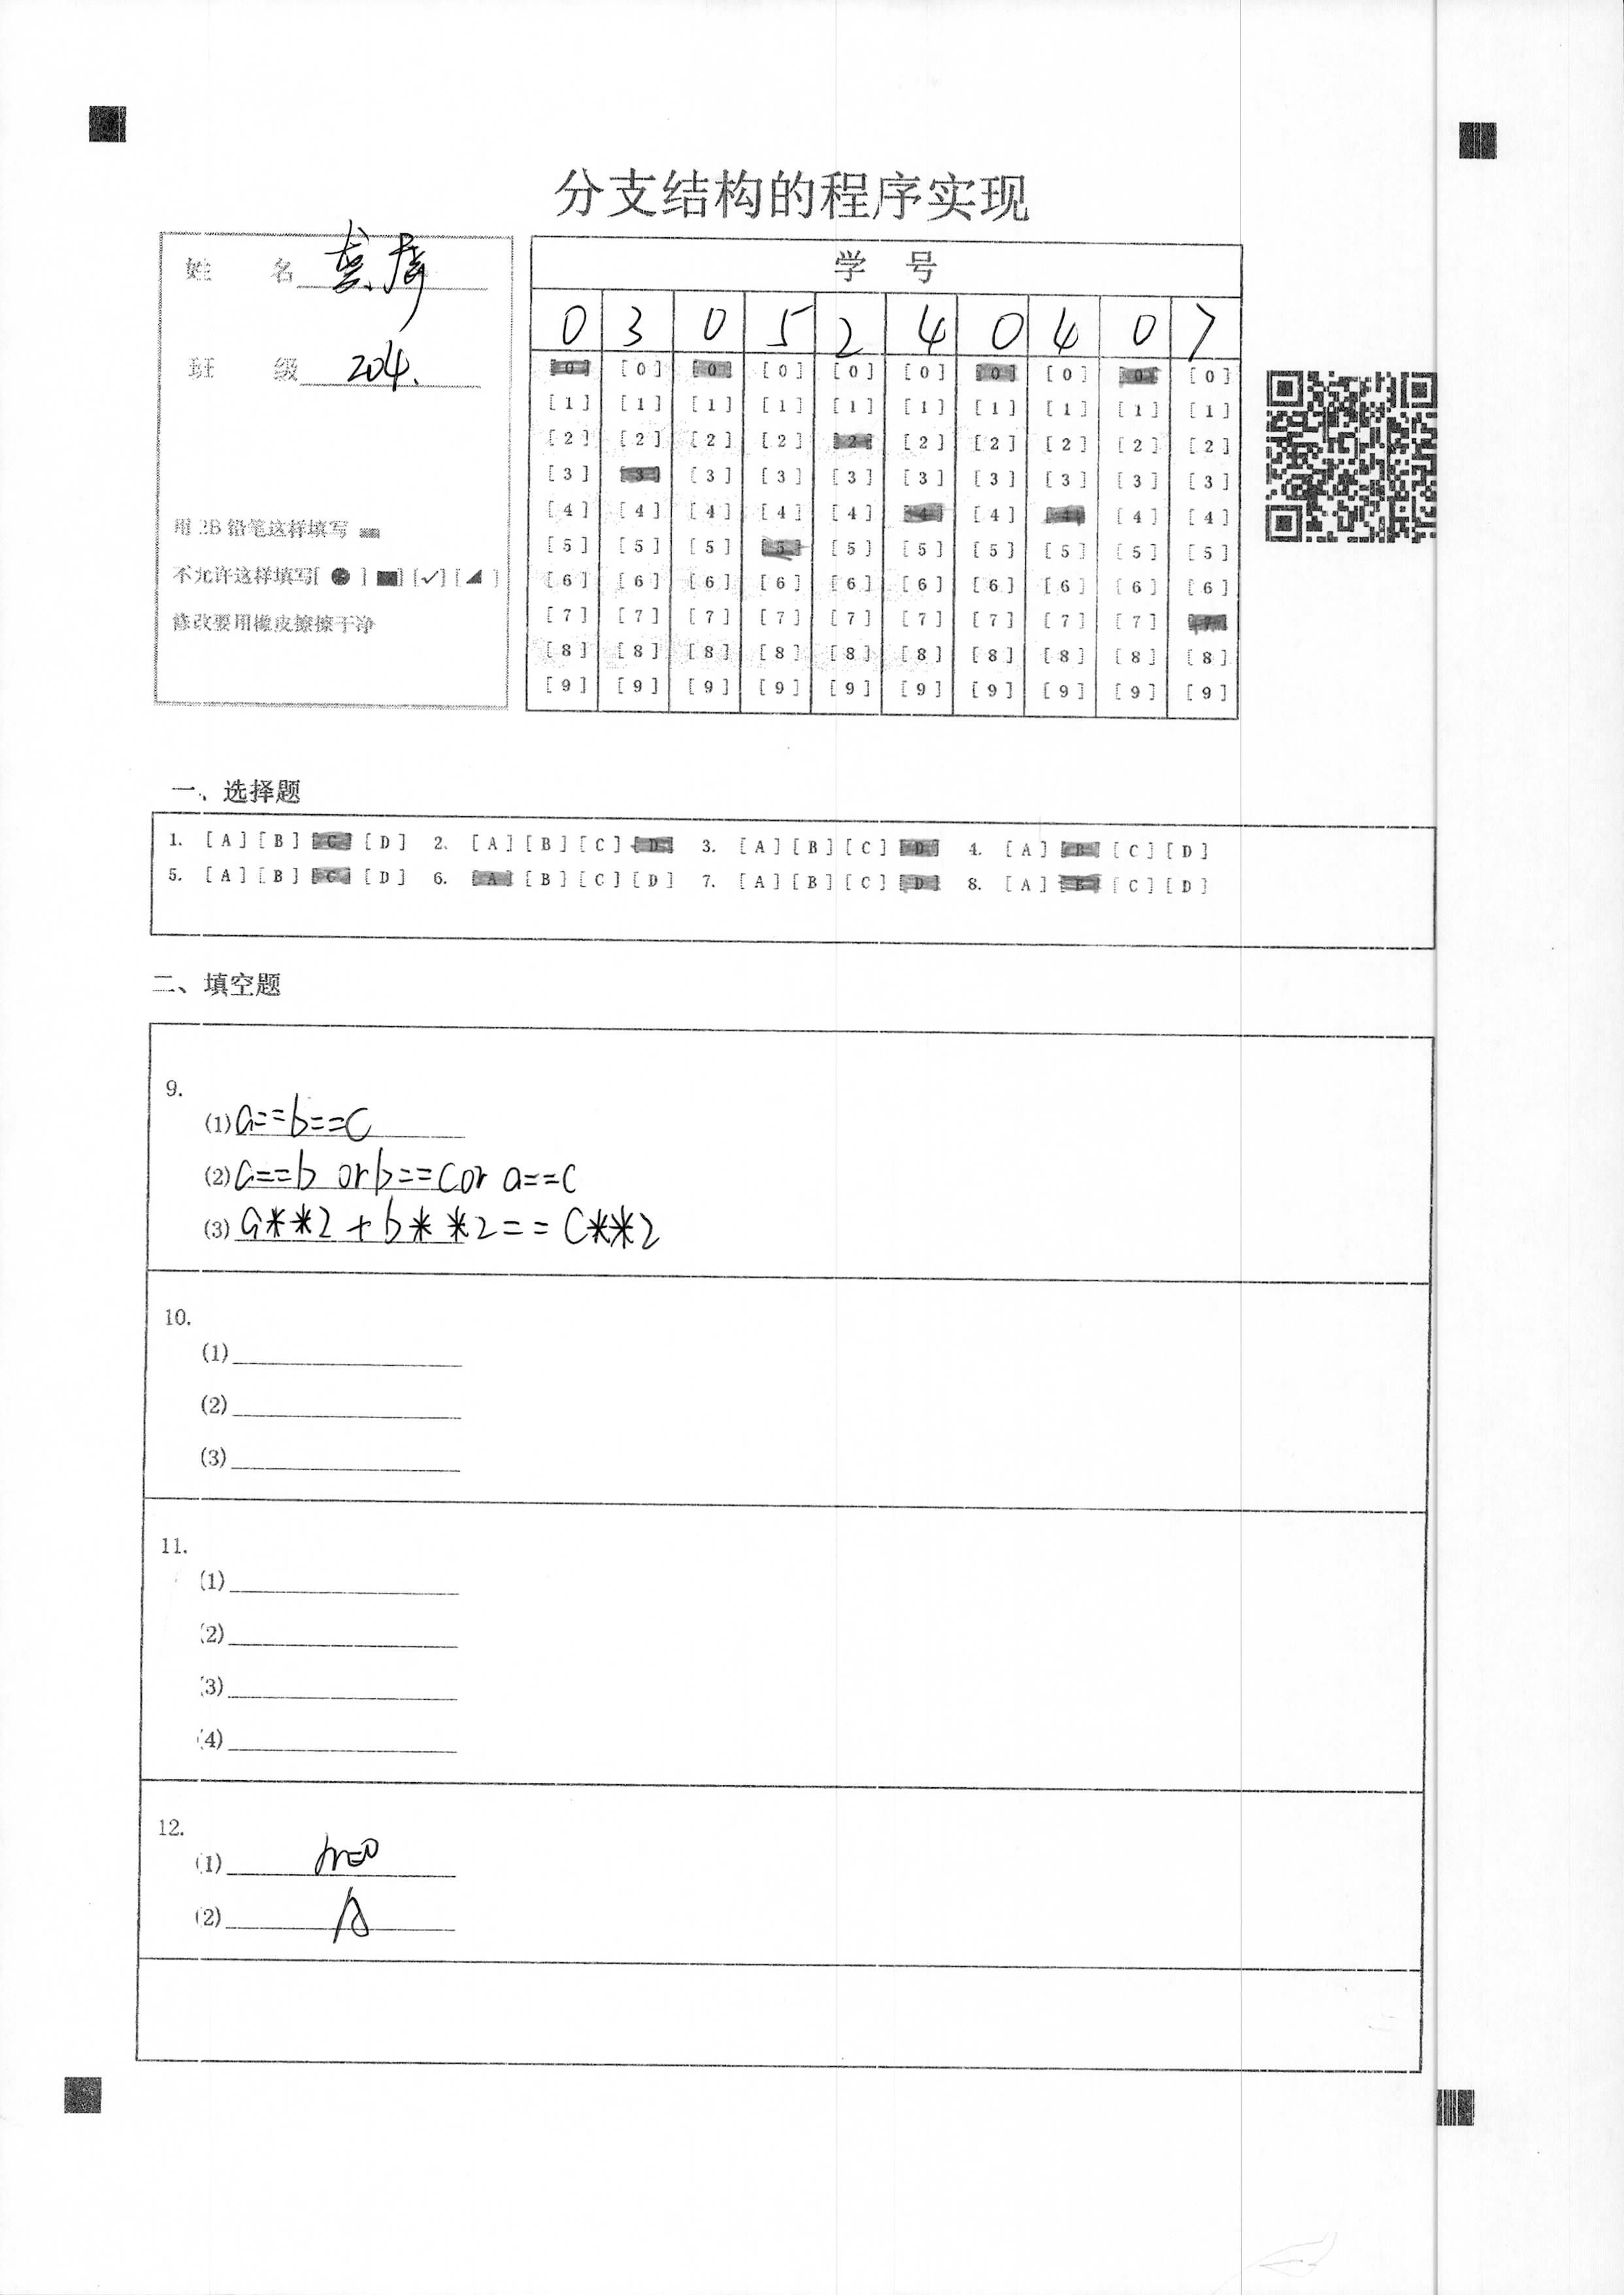 分支结构的程序实现
姓 名
班 级 204.
用2B铅笔这样填写
不允许这样填写[ ● ] [■] [✓] [◢ ]
修改要用橡皮擦擦干净
学 号
0 3 0 5 2 4 0 4 0 7
[0] [0] [0] [0] [0] [0] [0] [0] [0] [0]
[1] [1] [1] [1] [1] [1] [1] [1] [1] [1]
[2] [2] [2] [2] [2] [2] [2] [2] [2] [2]
[3] [3] [3] [3] [3] [3] [3] [3] [3] [3]
[4] [4] [4] [4] [4] [4] [4] [4] [4] [4]
[5] [5] [5] [5] [5] [5] [5] [5] [5] [5]
[6] [6] [6] [6] [6] [6] [6] [6] [6] [6]
[7] [7] [7] [7] [7] [7] [7] [7] [7] [7]
[8] [8] [8] [8] [8] [8] [8] [8] [8] [8]
[9] [9] [9] [9] [9] [9] [9] [9] [9] [9]
一、选择题
1. [A] [B] [C] [D] 2. [A] [B] [C] [D] 3. [A] [B] [C] [D] 4. [A] [B] [C] [D]
5. [A] [B] [C] [D] 6. [A] [B] [C] [D] 7. [A] [B] [C] [D] 8. [A] [B] [C] [D]
二、填空题
9.
(1) a==b==c
(2) a==b or b==c or a==c
(3) a**2+b**2==c**2
10.
(1)
(2)
(3)
11.
(1)
(2)
(3)
(4)
12.
(1)
(2)